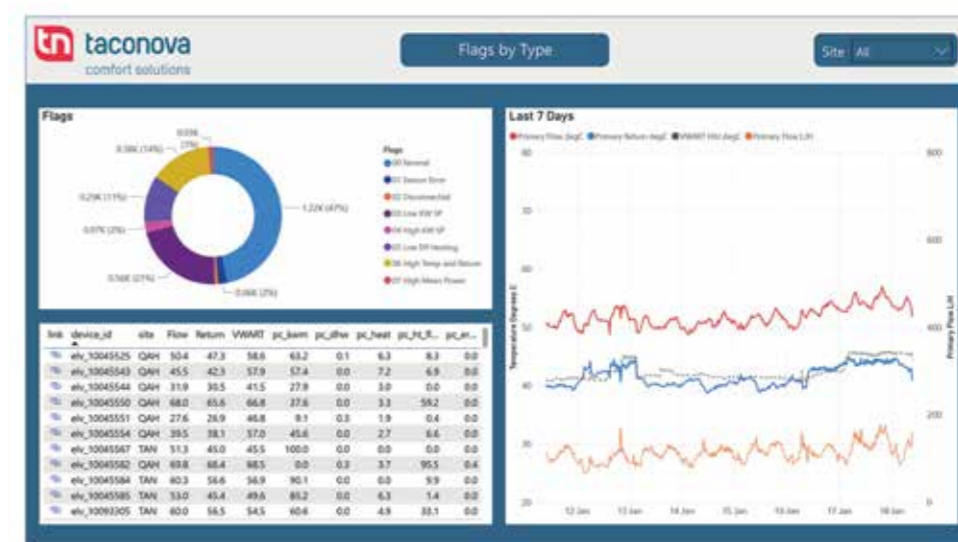 tn taconova
comfort solutions
Flags by Type
Site All
Flags
0.03K
(1%)
0.38K (14%)
0.29K (11%)
0.07K (2%)
0.56K (21%)
0.06K (2%)
1.22K (47%)
Flags
00 Normal
01 Sensor Error
02 Disconnected
03 Low KW SP
04 High KW SP
05 Low Eff Heating
06 High Temp and Return
07 High Mean Power
link device_id site Flow Return VWART pc_kwm pc_dhw pc_heat pc_ht_fl... pc_er...
elv_10045525 QAH 50.4 47.3 58.6 63.2 0.1 6.3 8.3 0.0
elv_10045543 QAH 45.5 42.3 57.9 57.4 0.0 7.2 6.9 0.0
elv_10045544 QAH 31.9 30.5 41.5 27.9 0.0 3.0 0.0 0.0
elv_10045550 QAH 68.0 65.6 66.8 37.6 0.0 3.3 59.2 0.0
elv_10045551 QAH 27.6 26.9 46.8 9.1 0.3 1.9 0.4 0.0
elv_10045554 QAH 39.5 38.1 57.0 45.6 0.0 2.7 6.6 0.0
elv_10045567 TAN 51.3 45.0 45.5 100.0 0.0 0.0 0.0 0.0
elv_10045582 QAH 69.8 68.4 68.5 0.0 0.3 3.7 95.5 0.4
elv_10045584 TAN 60.3 56.6 56.9 90.1 0.0 0.0 9.9 0.0
elv_10045585 TAN 53.0 45.4 49.6 85.2 0.0 6.3 1.4 0.0
elv_10093305 TAN 60.0 56.5 54.5 60.6 0.0 4.9 33.1 0.0
Last 7 Days
Primary Flow degC Primary Return degC VWART HIU degC Primary Flow L/H
Temperature Degrees C
70
60
50
40
30
20
800
600
400
200
0
Primary Flow L/H
12 Jan 13 Jan 14 Jan 15 Jan 16 Jan 17 Jan 18 Jan